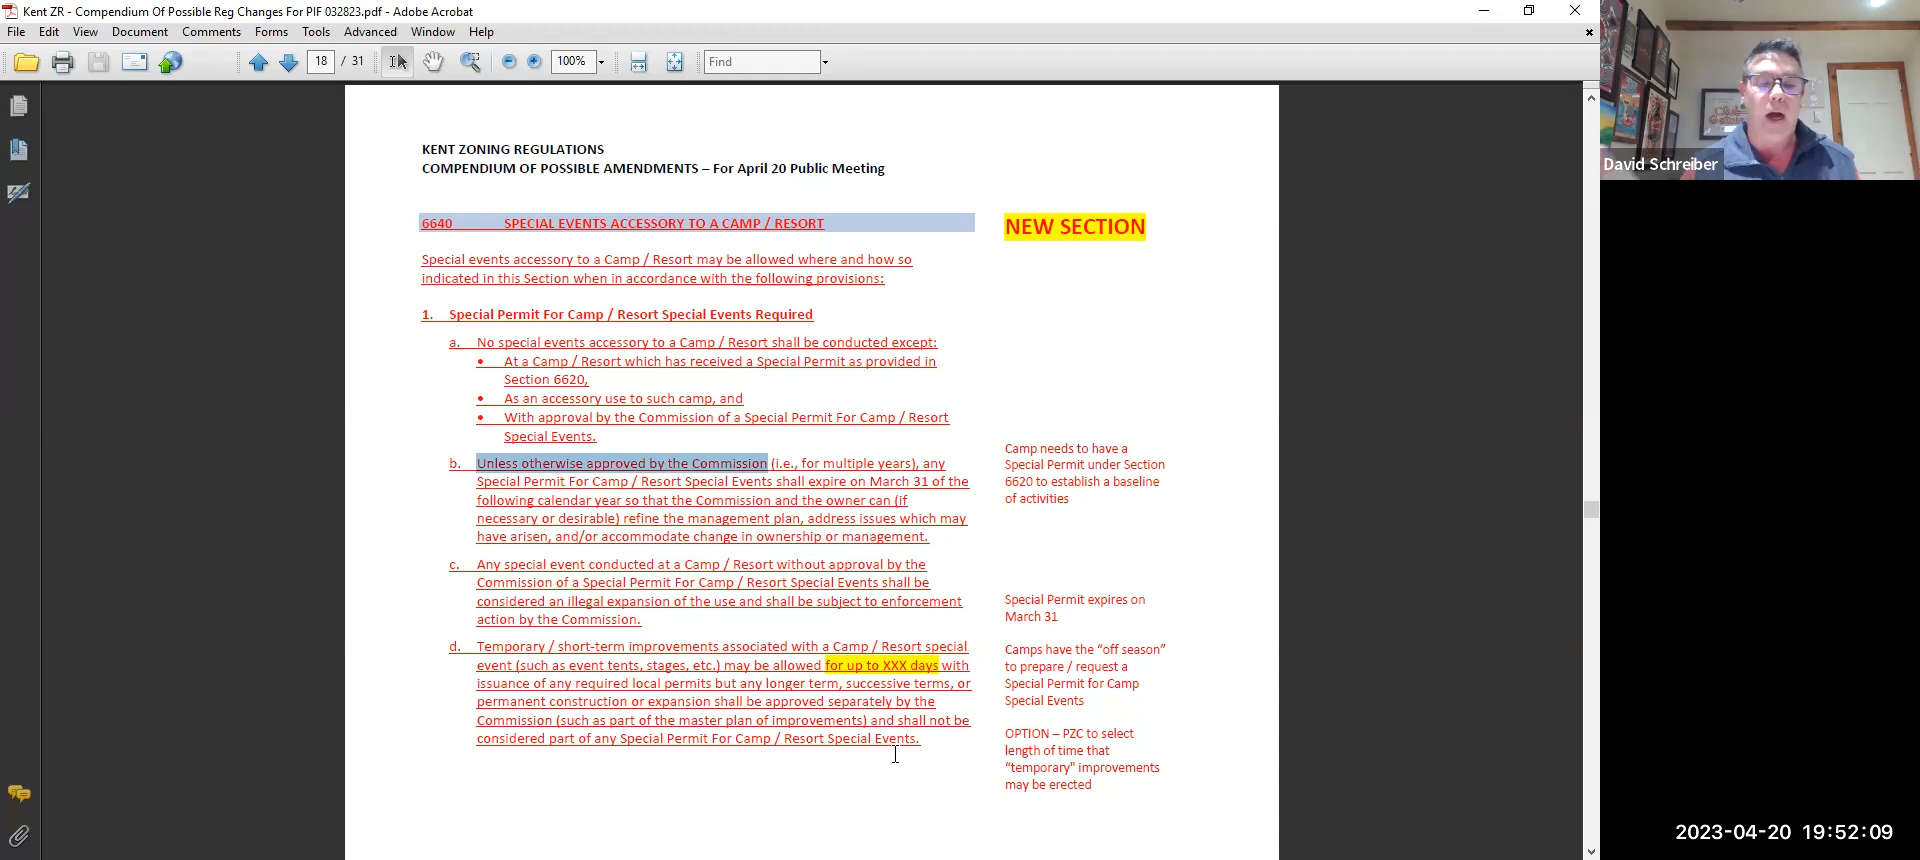 Kent ZR - Compendium Of Possible Reg Changes For PIF 032823.pdf - Adobe Acrobat
File Edit View Document Comments Forms Tools Advanced Window Help
18 / 31 100% Find
David Schreiber
KENT ZONING REGULATIONS
COMPENDIUM OF POSSIBLE AMENDMENTS – For April 20 Public Meeting
6640 SPECIAL EVENTS ACCESSORY TO A CAMP / RESORT
NEW SECTION
Special events accessory to a Camp / Resort may be allowed where and how so
indicated in this Section when in accordance with the following provisions:
1. Special Permit For Camp / Resort Special Events Required
a. No special events accessory to a Camp / Resort shall be conducted except:
• At a Camp / Resort which has received a Special Permit as provided in
Section 6620,
• As an accessory use to such camp, and
• With approval by the Commission of a Special Permit For Camp / Resort
Special Events.
b. Unless otherwise approved by the Commission (i.e., for multiple years), any
Special Permit For Camp / Resort Special Events shall expire on March 31 of the
following calendar year so that the Commission and the owner can (if
necessary or desirable) refine the management plan, address issues which may
have arisen, and/or accommodate change in ownership or management.
Camp needs to have a
Special Permit under Section
6620 to establish a baseline
of activities
c. Any special event conducted at a Camp / Resort without approval by the
Commission of a Special Permit For Camp / Resort Special Events shall be
considered an illegal expansion of the use and shall be subject to enforcement
action by the Commission.
Special Permit expires on
March 31
d. Temporary / short-term improvements associated with a Camp / Resort special
event (such as event tents, stages, etc.) may be allowed for up to XXX days with
issuance of any required local permits but any longer term, successive terms, or
permanent construction or expansion shall be approved separately by the
Commission (such as part of the master plan of improvements) and shall not be
considered part of any Special Permit For Camp / Resort Special Events.
Camps have the “off season”
to prepare / request a
Special Permit for Camp
Special Events
OPTION – PZC to select
length of time that
“temporary” improvements
may be erected
2023-04-20 19:52:09